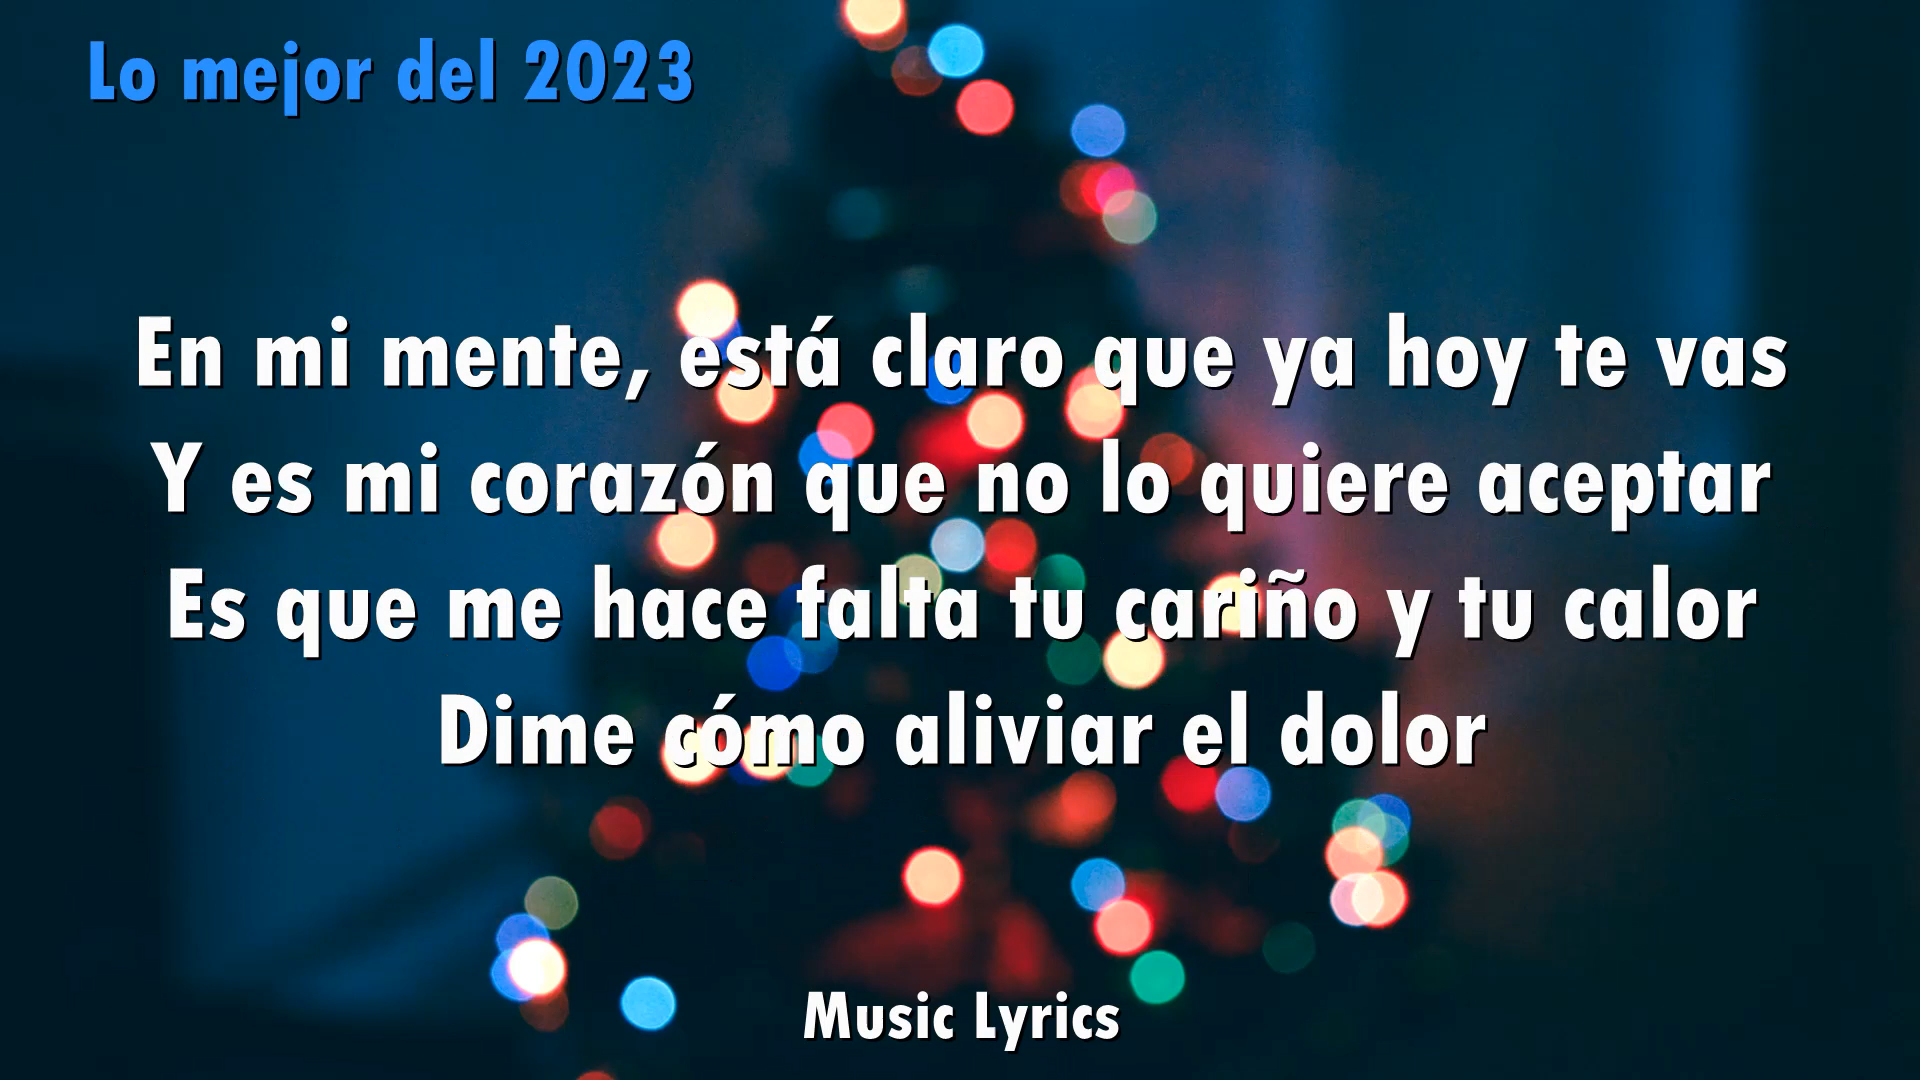 Lo mejor del 2023
En mi mente, está claro que ya hoy te vas
Y es mi corazón que no lo quiere aceptar
Es que me hace falta tu cariño y tu calor
Dime cómo aliviar el dolor
Music Lyrics